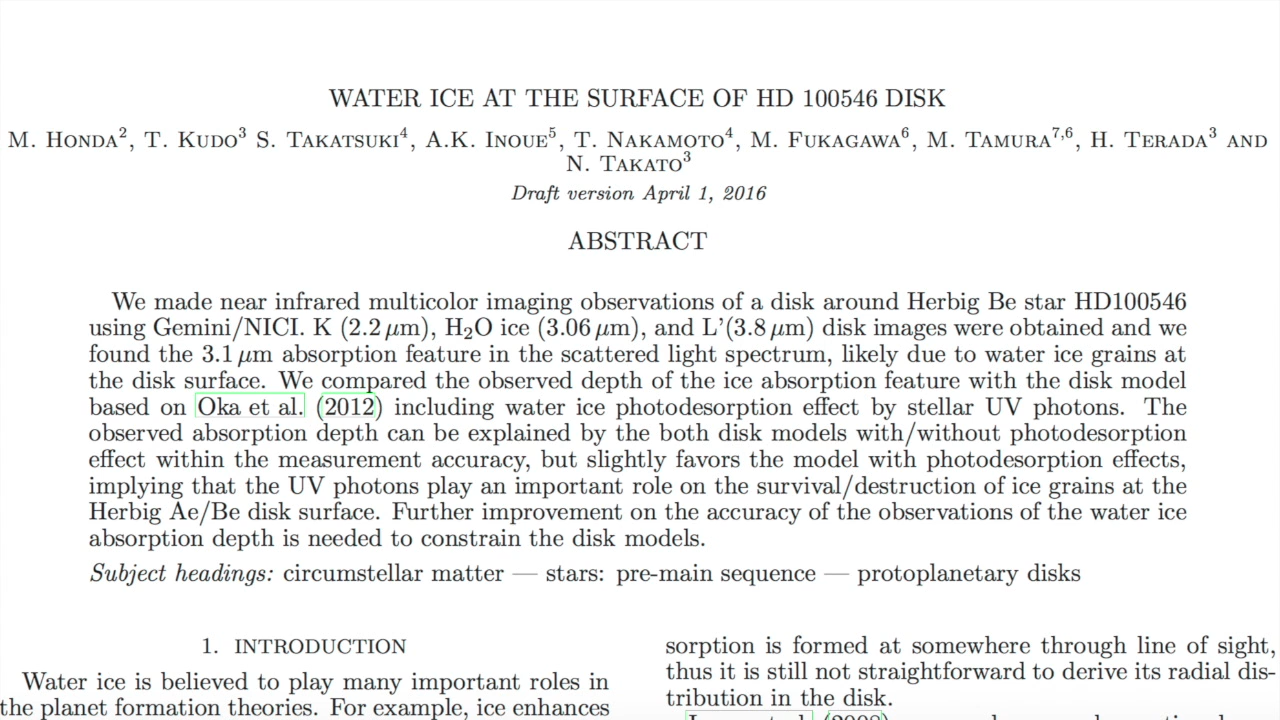 WATER ICE AT THE SURFACE OF HD 100546 DISK
M. Honda², T. Kudo³ S. Takatsuki⁴, A.K. Inoue⁵, T. Nakamoto⁴, M. Fukagawa⁶, M. Tamura⁷,⁶, H. Terada³ and
N. Takato³
Draft version April 1, 2016
ABSTRACT
We made near infrared multicolor imaging observations of a disk around Herbig Be star HD100546
using Gemini/NICI. K (2.2 μm), H₂O ice (3.06 μm), and L’(3.8 μm) disk images were obtained and we
found the 3.1 μm absorption feature in the scattered light spectrum, likely due to water ice grains at
the disk surface. We compared the observed depth of the ice absorption feature with the disk model
based on Oka et al. (2012) including water ice photodesorption effect by stellar UV photons. The
observed absorption depth can be explained by the both disk models with/without photodesorption
effect within the measurement accuracy, but slightly favors the model with photodesorption effects,
implying that the UV photons play an important role on the survival/destruction of ice grains at the
Herbig Ae/Be disk surface. Further improvement on the accuracy of the observations of the water ice
absorption depth is needed to constrain the disk models.
Subject headings: circumstellar matter — stars: pre-main sequence — protoplanetary disks
1. INTRODUCTION
Water ice is believed to play many important roles in
the planet formation theories. For example, ice enhances
sorption is formed at somewhere through line of sight,
thus it is still not straightforward to derive its radial dis-
tribution in the disk.